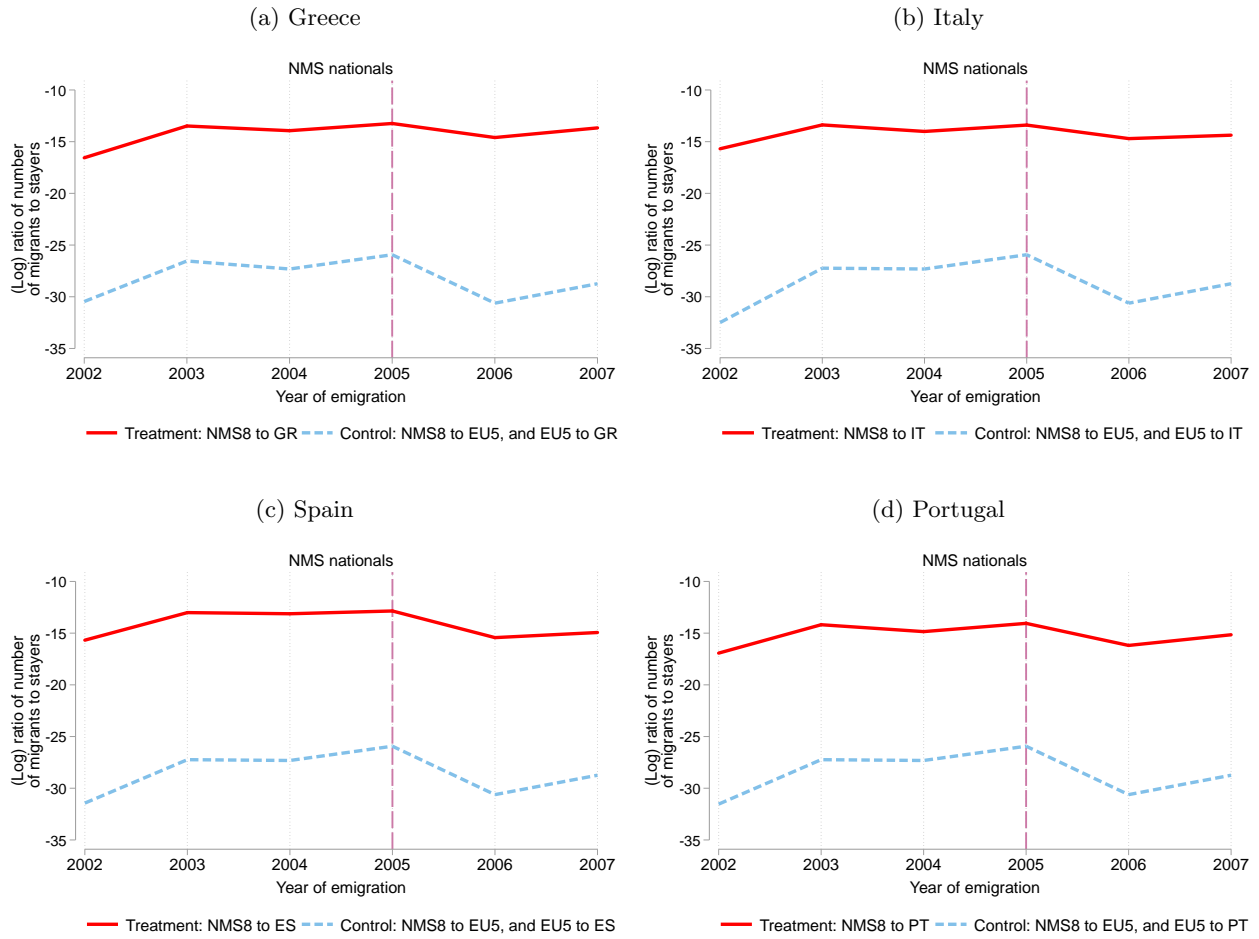 (a) Greece
NMS nationals
(Log) ratio of number
of migrants to stayers
-10
-15
-20
-25
-30
-35
2002 2003 2004 2005 2006 2007
Year of emigration
Treatment: NMS8 to GR Control: NMS8 to EU5, and EU5 to GR
(b) Italy
NMS nationals
(Log) ratio of number
of migrants to stayers
-10
-15
-20
-25
-30
-35
2002 2003 2004 2005 2006 2007
Year of emigration
Treatment: NMS8 to IT Control: NMS8 to EU5, and EU5 to IT
(c) Spain
NMS nationals
(Log) ratio of number
of migrants to stayers
-10
-15
-20
-25
-30
-35
2002 2003 2004 2005 2006 2007
Year of emigration
Treatment: NMS8 to ES Control: NMS8 to EU5, and EU5 to ES
(d) Portugal
NMS nationals
(Log) ratio of number
of migrants to stayers
-10
-15
-20
-25
-30
-35
2002 2003 2004 2005 2006 2007
Year of emigration
Treatment: NMS8 to PT Control: NMS8 to EU5, and EU5 to PT